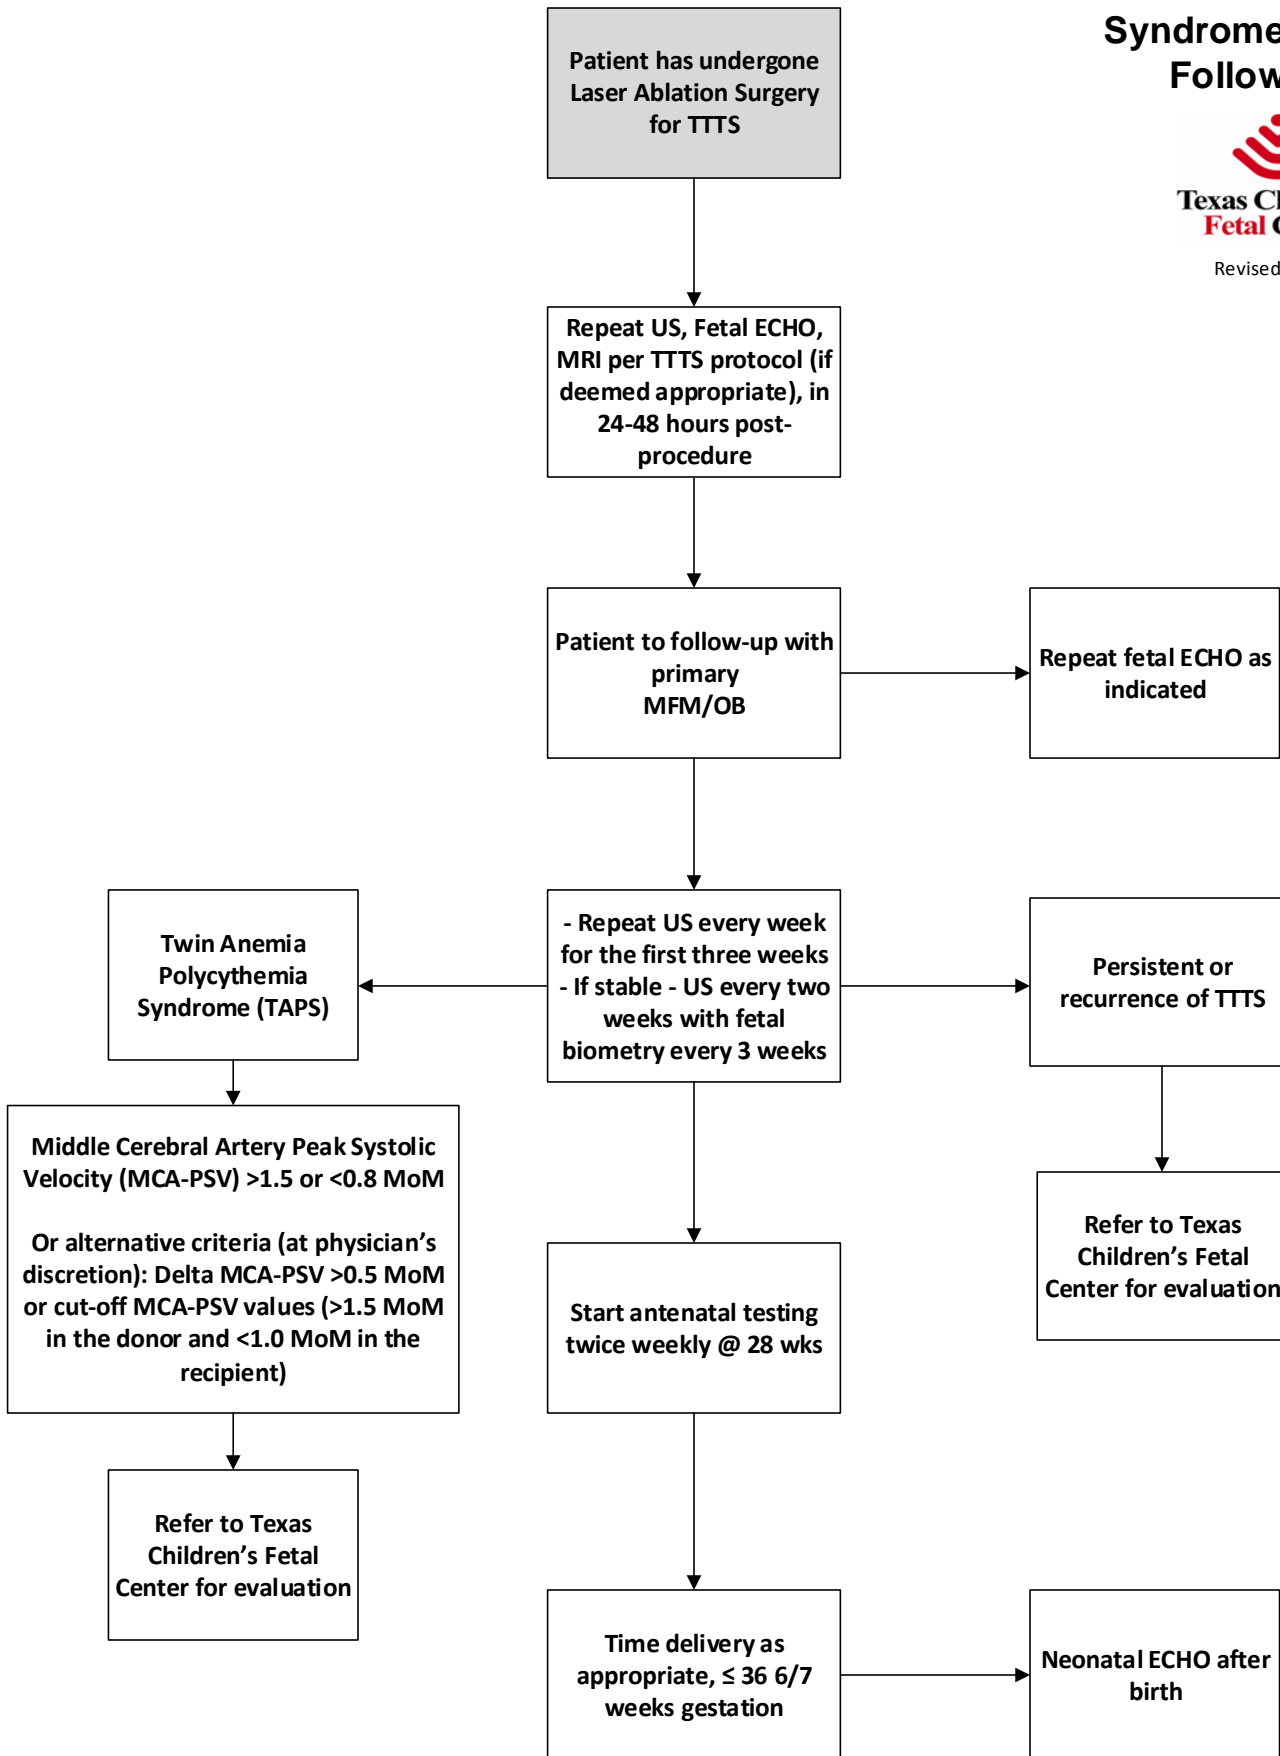 Syndrome
Follow
Texas C
Fetal
Revised
Patient has undergone
Laser Ablation Surgery
for TTTS
Repeat US, Fetal ECHO,
MRI per TTTS protocol (if
deemed appropriate), in
24-48 hours post-
procedure
Patient to follow-up with
primary
MFM/OB
Repeat fetal ECHO as
indicated
Twin Anemia
Polycythemia
Syndrome (TAPS)
- Repeat US every week
for the first three weeks
- If stable - US every two
weeks with fetal
biometry every 3 weeks
Persistent or
recurrence of TTTS
Middle Cerebral Artery Peak Systolic
Velocity (MCA-PSV) >1.5 or <0.8 MoM
Or alternative criteria (at physician’s
discretion): Delta MCA-PSV >0.5 MoM
or cut-off MCA-PSV values (>1.5 MoM
in the donor and <1.0 MoM in the
recipient)
Refer to Texas
Children’s Fetal
Center for evaluation
Start antenatal testing
twice weekly @ 28 wks
Refer to Texas
Children’s Fetal
Center for evaluation
Time delivery as
appropriate, ≤ 36 6/7
weeks gestation
Neonatal ECHO after
birth